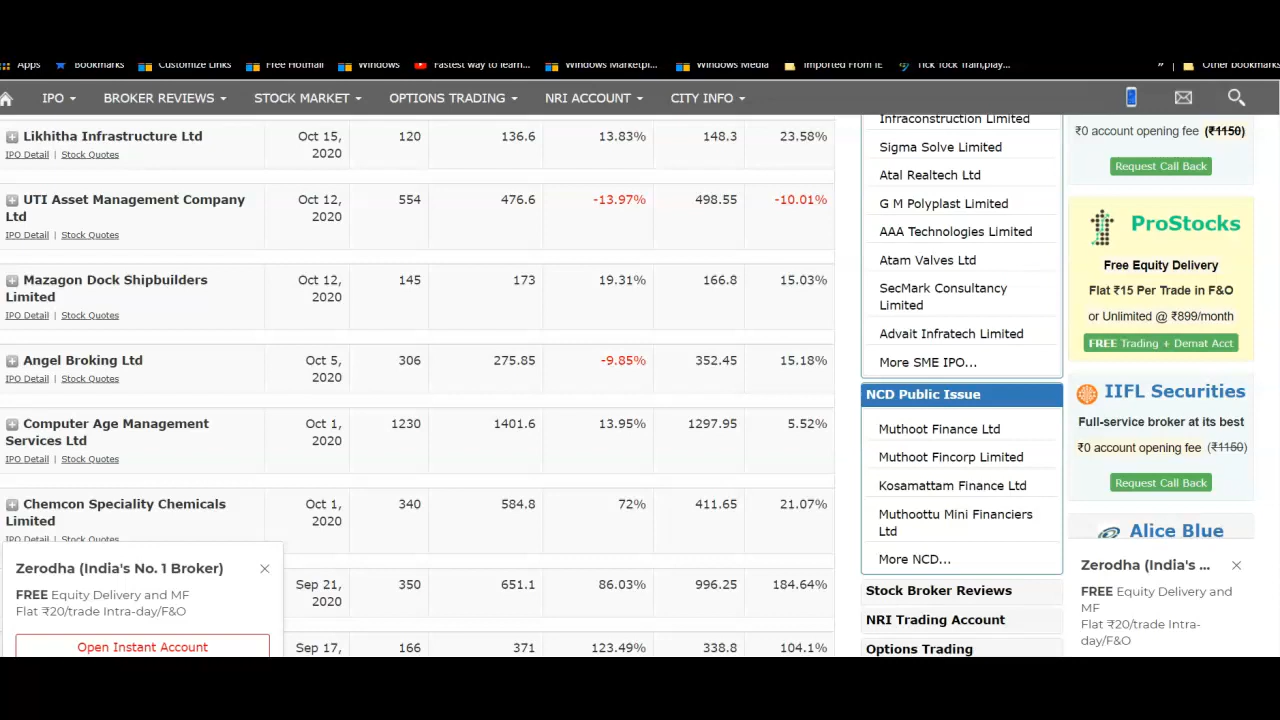 Apps Bookmarks Customize Links Free Hotmail Windows Fastest way to learn... Windows Marketpl... Windows Media Imported From IE Tick Tock Train,play... » Other bookmarks
IPO BROKER REVIEWS STOCK MARKET OPTIONS TRADING NRI ACCOUNT CITY INFO
Likhitha Infrastructure Ltd Oct 15, 2020 120 136.6 13.83% 148.3 23.58%
IPO Detail | Stock Quotes
UTI Asset Management Company Ltd Oct 12, 2020 554 476.6 -13.97% 498.55 -10.01%
IPO Detail | Stock Quotes
Mazagon Dock Shipbuilders Limited Oct 12, 2020 145 173 19.31% 166.8 15.03%
IPO Detail | Stock Quotes
Angel Broking Ltd Oct 5, 2020 306 275.85 -9.85% 352.45 15.18%
IPO Detail | Stock Quotes
Computer Age Management Services Ltd Oct 1, 2020 1230 1401.6 13.95% 1297.95 5.52%
IPO Detail | Stock Quotes
Chemcon Speciality Chemicals Limited Oct 1, 2020 340 584.8 72% 411.65 21.07%
IPO Detail | Stock Quotes
Sep 21, 2020 350 651.1 86.03% 996.25 184.64%
Sep 17, 166 371 123.49% 338.8 104.1%
Zerodha (India's No. 1 Broker)
FREE Equity Delivery and MF
Flat ₹20/trade Intra-day/F&O
Open Instant Account
Infraconstruction Limited
Sigma Solve Limited
Atal Realtech Ltd
G M Polyplast Limited
AAA Technologies Limited
Atam Valves Ltd
SecMark Consultancy
Limited
Advait Infratech Limited
More SME IPO...
NCD Public Issue
Muthoot Finance Ltd
Muthoot Fincorp Limited
Kosamattam Finance Ltd
Muthoottu Mini Financiers
Ltd
More NCD...
Stock Broker Reviews
NRI Trading Account
Options Trading
₹0 account opening fee (₹1150)
Request Call Back
ProStocks
Free Equity Delivery
Flat ₹15 Per Trade in F&O
or Unlimited @ ₹899/month
FREE Trading + Demat Acct
IIFL Securities
Full-service broker at its best
₹0 account opening fee (₹1150)
Request Call Back
Alice Blue
Zerodha (India's ...
FREE Equity Delivery and
MF
Flat ₹20/trade Intra-
day/F&O